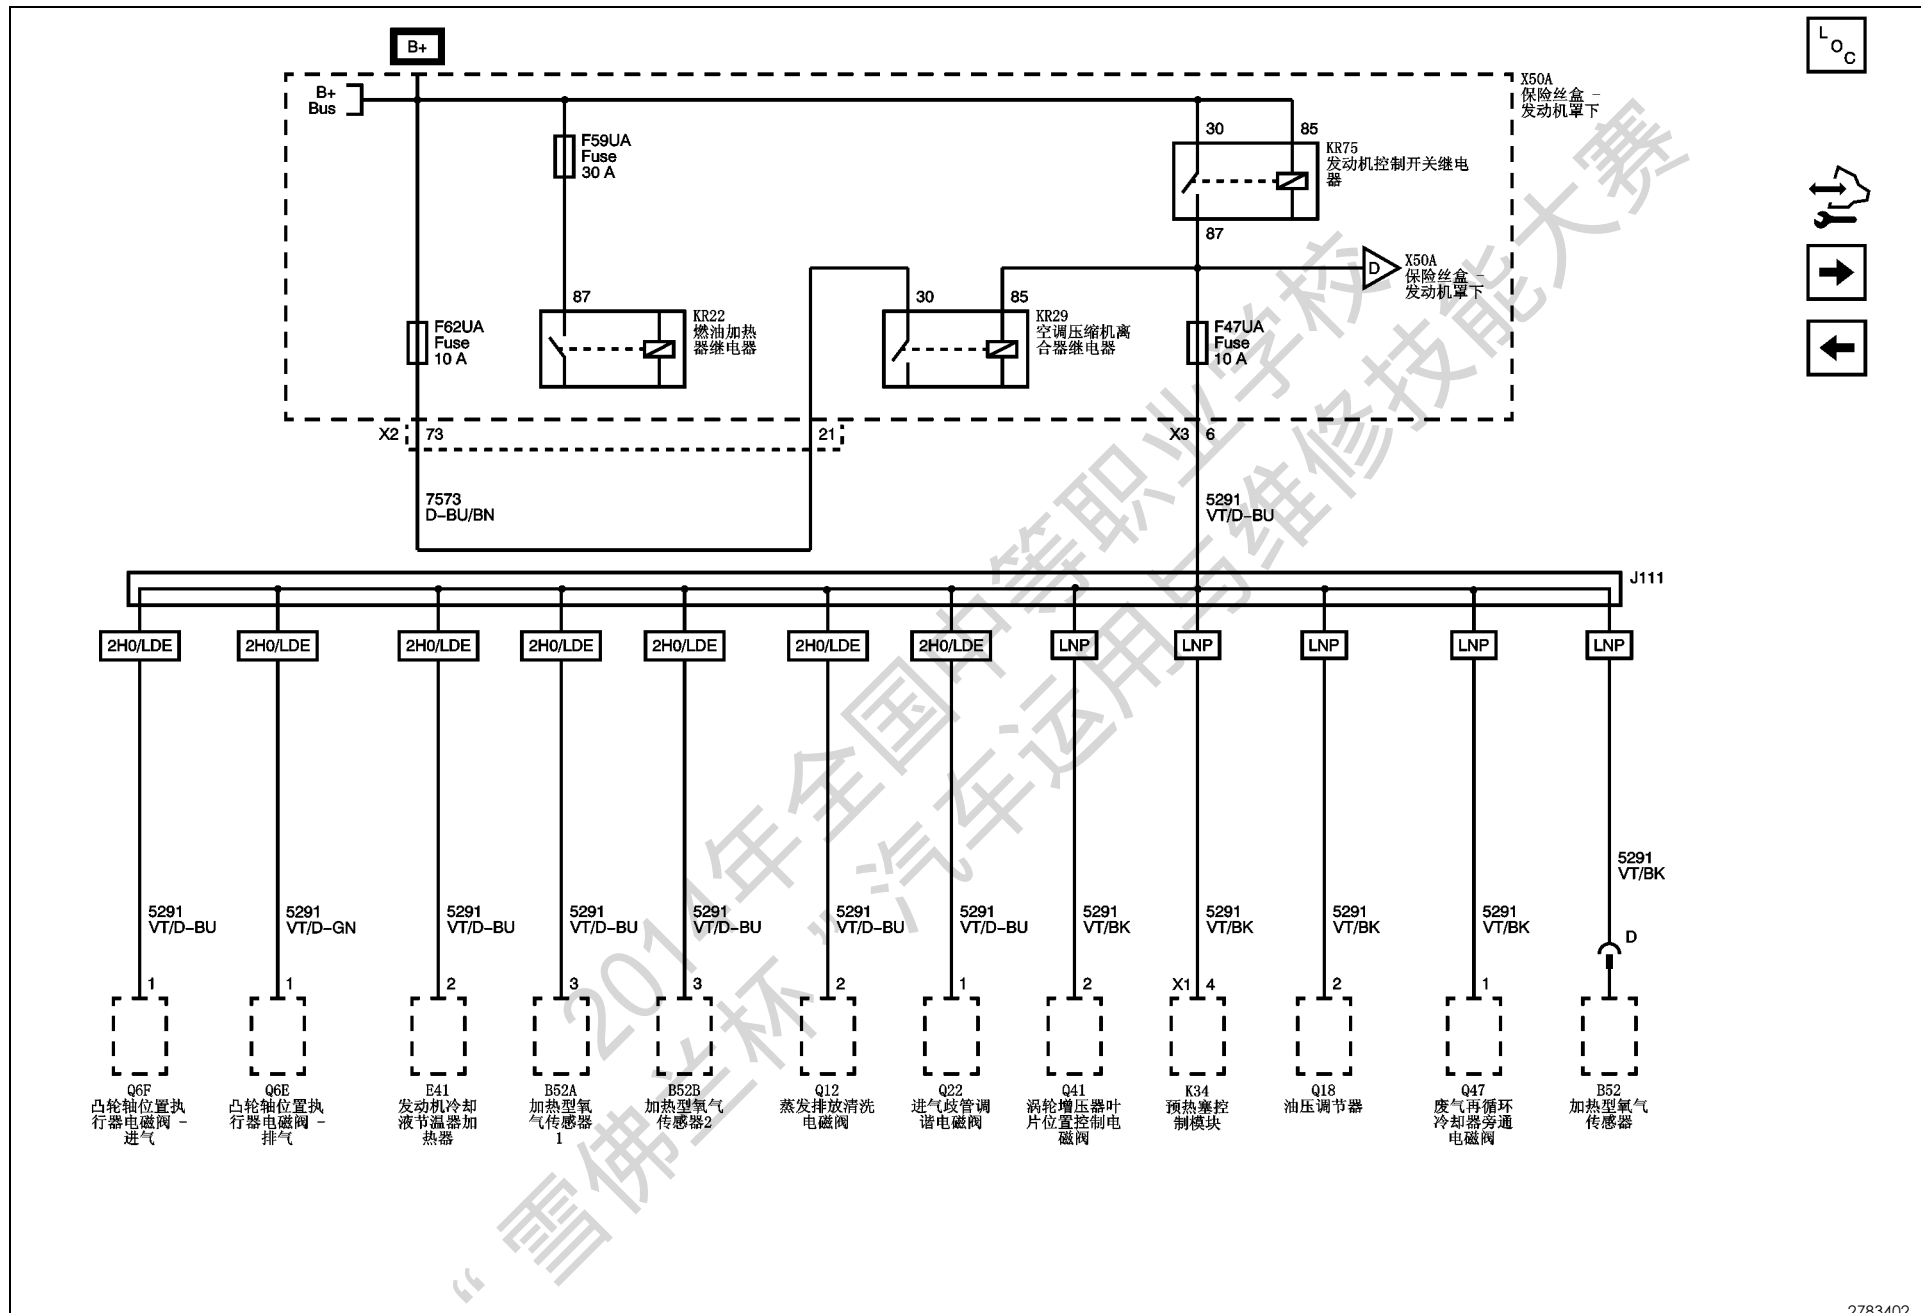 B+
L
O
C
B+
Bus
X50A
保险丝盒 -
发动机罩下
F59UA
Fuse
30 A
30
85
KR75
发动机控制开关继电
器
87
D
X50A
保险丝盒 -
发动机罩下
87
KR22
燃油加热
器继电器
30
85
KR29
空调压缩机离
合器继电器
F62UA
Fuse
10 A
F47UA
Fuse
10 A
X2
73
21
X3
6
7573
D-BU/BN
5291
VT/D-BU
J111
2H0/LDE
2H0/LDE
2H0/LDE
2H0/LDE
2H0/LDE
2H0/LDE
2H0/LDE
LNP
LNP
LNP
LNP
LNP
5291
VT/D-BU
5291
VT/D-GN
5291
VT/D-BU
5291
VT/D-BU
5291
VT/D-BU
5291
VT/D-BU
5291
VT/D-BU
5291
VT/BK
5291
VT/BK
5291
VT/BK
5291
VT/BK
5291
VT/BK
D
1
1
2
3
3
2
1
2
X1
4
2
1
Q6F
凸轮轴位置执
行器电磁阀 -
进气
Q6E
凸轮轴位置执
行器电磁阀 -
排气
E41
发动机冷却
液节温器加
热器
B52A
加热型氧
气传感器
1
B52B
加热型氧气
传感器2
Q12
蒸发排放清洗
电磁阀
Q22
进气歧管调
谐电磁阀
Q41
涡轮增压器叶
片位置控制电
磁阀
K34
预热塞控
制模块
Q18
油压调节器
Q47
废气再循环
冷却器旁通
电磁阀
B52
加热型氧气
传感器
2014年全国中等职业学校
“雪佛兰杯”汽车运用与维修技能大赛
2783402